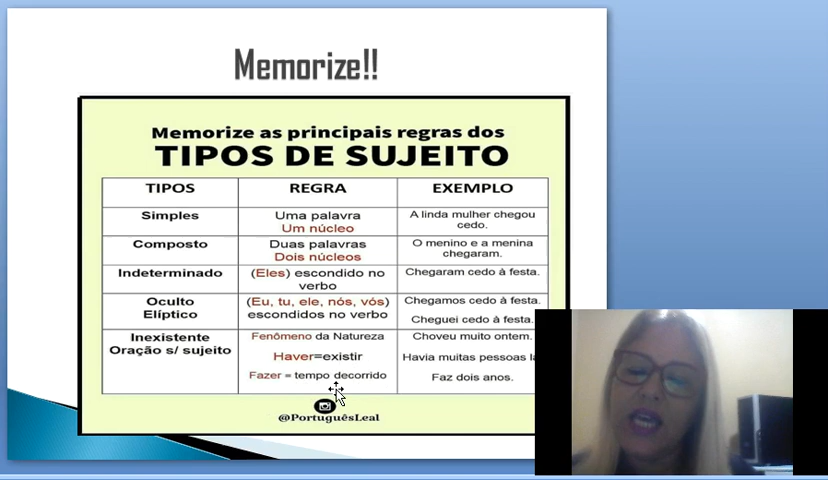 Memorize!!
Memorize as principais regras dos
TIPOS DE SUJEITO
TIPOS REGRA EXEMPLO
Simples
Uma palavra
Um núcleo
A linda mulher chegou
cedo.
Composto
Duas palavras
Dois núcleos
O menino e a menina
chegaram.
Indeterminado
(Eles) escondido no
verbo
Chegaram cedo à festa.
Oculto
Elíptico
(Eu, tu, ele, nós, vós)
escondidos no verbo
Chegamos cedo à festa.
Cheguei cedo à festa.
Inexistente
Oração s/ sujeito
Fenômeno da Natureza
Haver=existir
Fazer = tempo decorrido
Choveu muito ontem.
Havia muitas pessoas
Faz dois anos.
@PortuguêsLeal